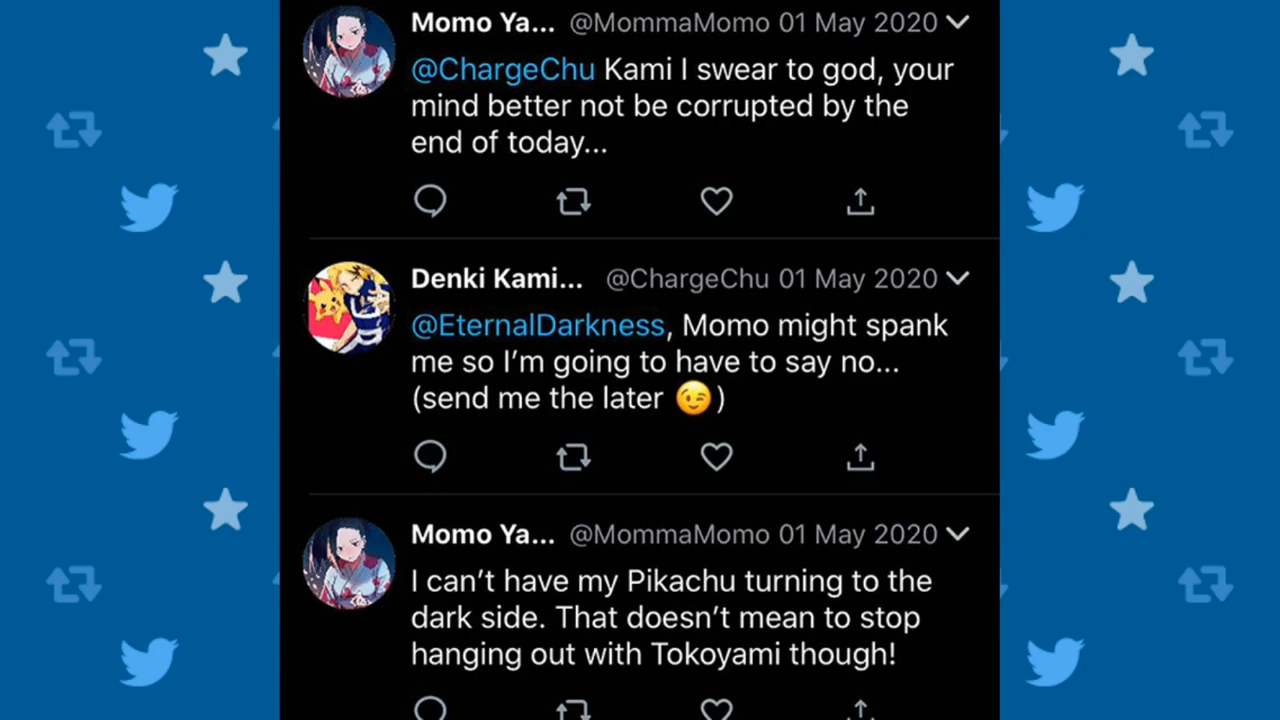 Momo Ya... @MommaMomo 01 May 2020
@ChargeChu Kami I swear to god, your
mind better not be corrupted by the
end of today...
Denki Kami... @ChargeChu 01 May 2020
@EternalDarkness, Momo might spank
me so I'm going to have to say no...
(send me the later 😉)
Momo Ya... @MommaMomo 01 May 2020
I can't have my Pikachu turning to the
dark side. That doesn't mean to stop
hanging out with Tokoyami though!